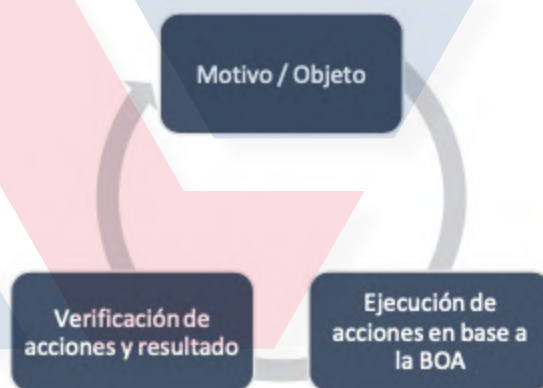 Motivo / Objeto
Verificación de
acciones y resultado
Ejecución de
acciones en base a
la BOA